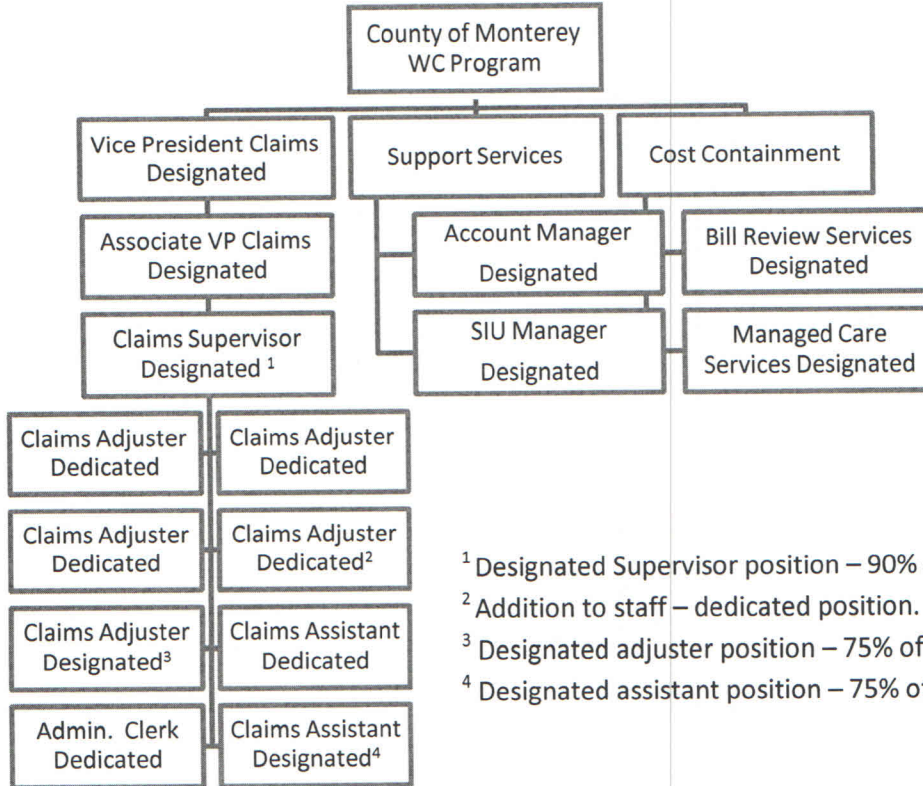 County of Monterey
WC Program
Vice President Claims
Designated
Support Services
Cost Containment
Associate VP Claims
Designated
Account Manager
Designated
Bill Review Services
Designated
Claims Supervisor
Designated ¹
SIU Manager
Designated
Managed Care
Services Designated
Claims Adjuster
Dedicated
Claims Adjuster
Dedicated
Claims Adjuster
Dedicated
Claims Adjuster
Dedicated²
Claims Adjuster
Designated³
Claims Assistant
Dedicated
Admin. Clerk
Dedicated
Claims Assistant
Designated⁴
¹ Designated Supervisor position – 90%
² Addition to staff – dedicated position.
³ Designated adjuster position – 75% of
⁴ Designated assistant position – 75% of